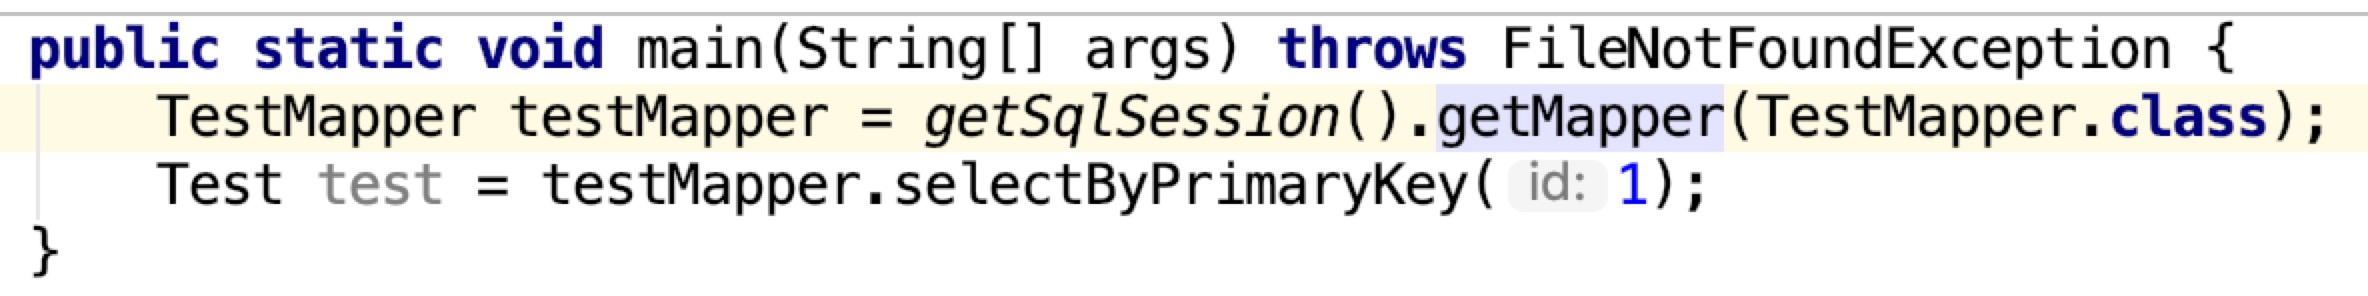 public static void main(String[] args) throws FileNotFoundException {
    TestMapper testMapper = getSqlSession().getMapper(TestMapper.class);
    Test test = testMapper.selectByPrimaryKey( id: 1);
}